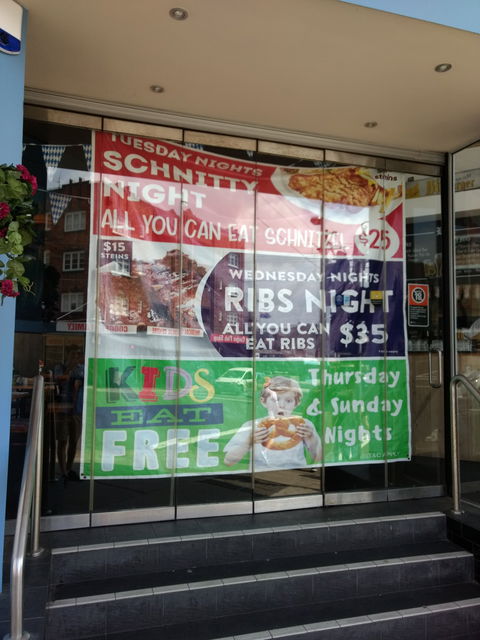 TUESDAY NIGHTS
SCHNITTY
NIGHT
ALL YOU CAN EAT SCHNITZEL $25
$15
STEINS
WEDNESDAY NIGHTS
RIBS NIGHT
ALL YOU CAN
EAT RIBS $35
KIDS
EAT
FREE
Thursday
& Sunday
Nights